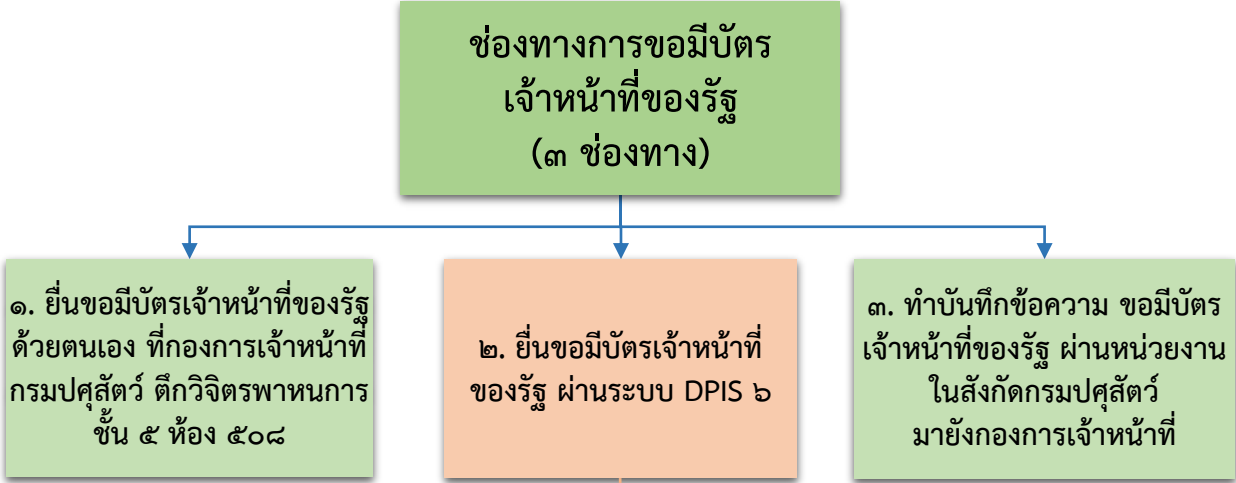 ช่องทางการขอมีบัตร
เจ้าหน้าที่ของรัฐ
(๓ ช่องทาง)
๑. ยื่นขอมีบัตรเจ้าหน้าที่ของรัฐ
ด้วยตนเอง ที่กองการเจ้าหน้าที่
กรมปศุสัตว์ ตึกวิจิตรพาหนการ
ชั้น ๕ ห้อง ๕๐๘
๒. ยื่นขอมีบัตรเจ้าหน้าที่
ของรัฐ ผ่านระบบ DPIS ๖
๓. ทำบันทึกข้อความ ขอมีบัตร
เจ้าหน้าที่ของรัฐ ผ่านหน่วยงาน
ในสังกัดกรมปศุสัตว์
มายังกองการเจ้าหน้าที่